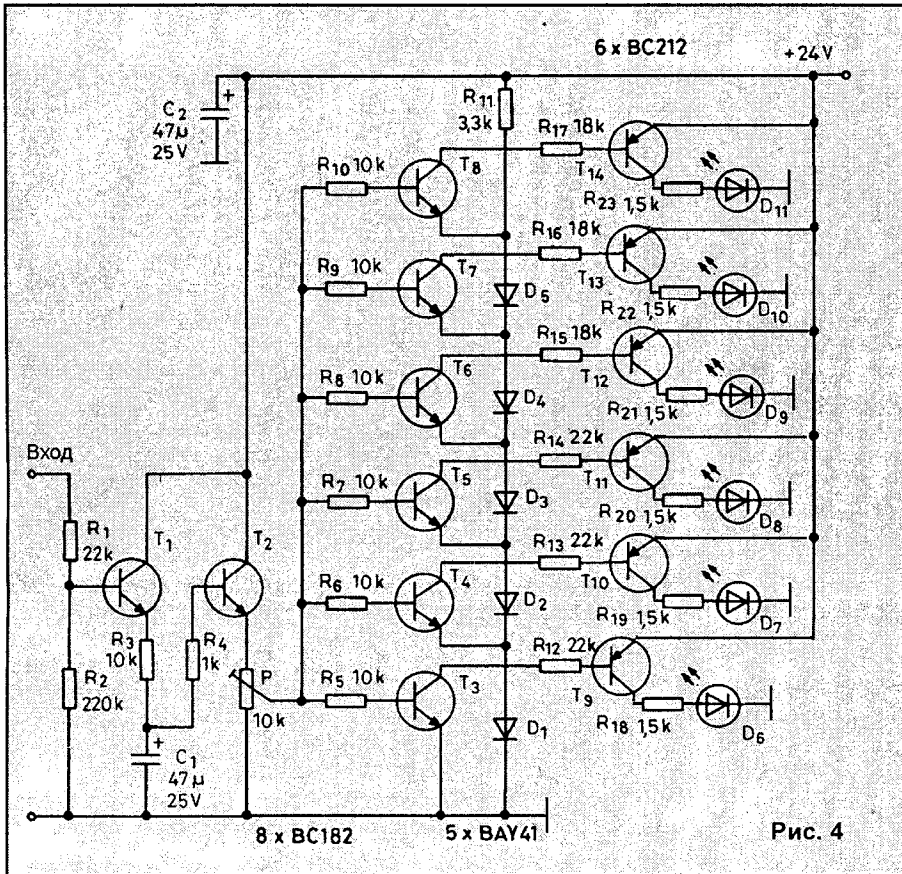 6 x BC212
+24V
C2
47µ
25V
+
R11
3,3k
R17 18k
R10 10k
T8
T14
R23 1,5k
D11
R16 18k
R9 10k
T7
D5
T13
R22 1,5k
D10
R15 18k
R8 10k
T6
D4
T12
R21 1,5k
D9
Вход
R14 22k
R7 10k
T5
D3
T11
R20 1,5k
D8
R1
22k
T1
T2
R13 22k
R6 10k
T4
D2
T10
R19 1,5k
D7
R3
10k
R4
1k
R2
220k
P
10k
R12 22k
R5 10k
T3
D1
T9
R18 1,5k
D6
+
C1
47µ
25V
8 x BC182
5 x BAY41
Рис. 4